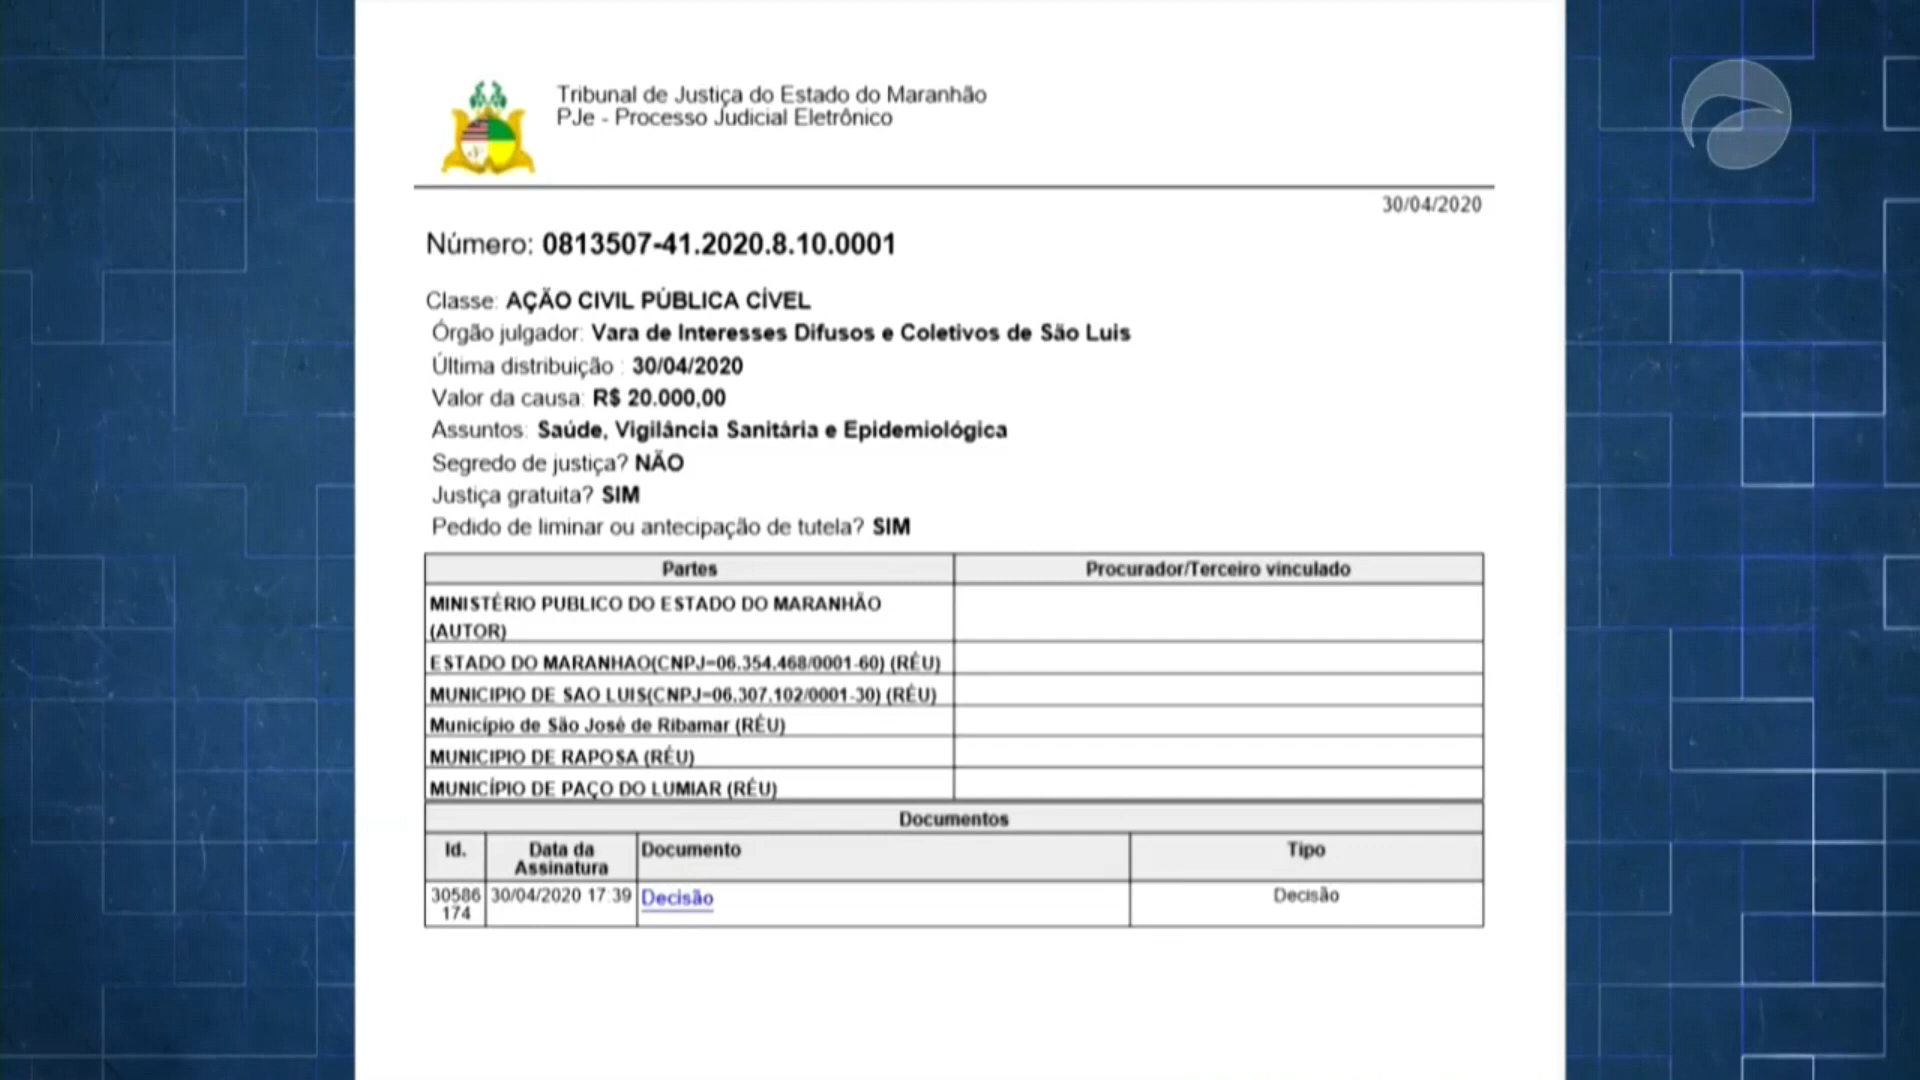 Tribunal de Justiça do Estado do Maranhão
PJe - Processo Judicial Eletrônico
30/04/2020
Número: 0813507-41.2020.8.10.0001
Classe: AÇÃO CIVIL PÚBLICA CÍVEL
Órgão julgador: Vara de Interesses Difusos e Coletivos de São Luis
Última distribuição : 30/04/2020
Valor da causa: R$ 20.000,00
Assuntos: Saúde, Vigilância Sanitária e Epidemiológica
Segredo de justiça? NÃO
Justiça gratuita? SIM
Pedido de liminar ou antecipação de tutela? SIM
Partes Procurador/Terceiro vinculado
MINISTÉRIO PUBLICO DO ESTADO DO MARANHÃO
(AUTOR)
ESTADO DO MARANHAO(CNPJ=06.354.468/0001-60) (RÉU)
MUNICIPIO DE SAO LUIS(CNPJ=06.307.102/0001-30) (RÉU)
Município de São José de Ribamar (RÉU)
MUNICIPIO DE RAPOSA (RÉU)
MUNICÍPIO DE PAÇO DO LUMIAR (RÉU)
Documentos
Id. Data da Documento Tipo
Assinatura
30586 30/04/2020 17:39 Decisão Decisão
174